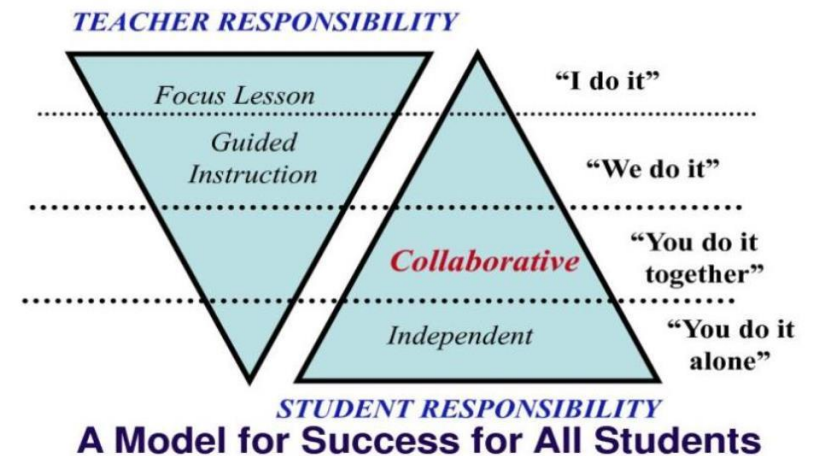 TEACHER RESPONSIBILITY
Focus Lesson
“I do it”
Guided
Instruction
“We do it”
Collaborative
“You do it
together”
Independent
“You do it
alone”
STUDENT RESPONSIBILITY
A Model for Success for All Students